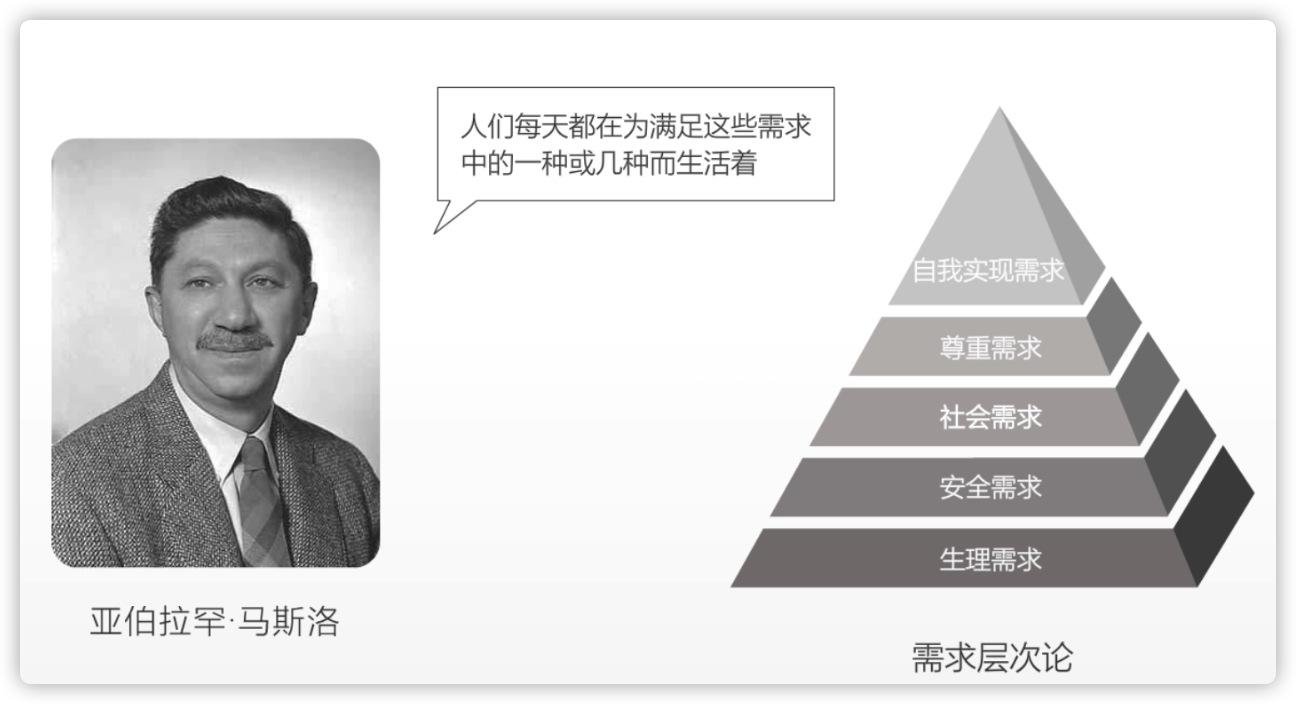 人们每天都在为满足这些需求
中的一种或几种而生活着
自我实现需求
尊重需求
社会需求
安全需求
生理需求
亚伯拉罕·马斯洛
需求层次论